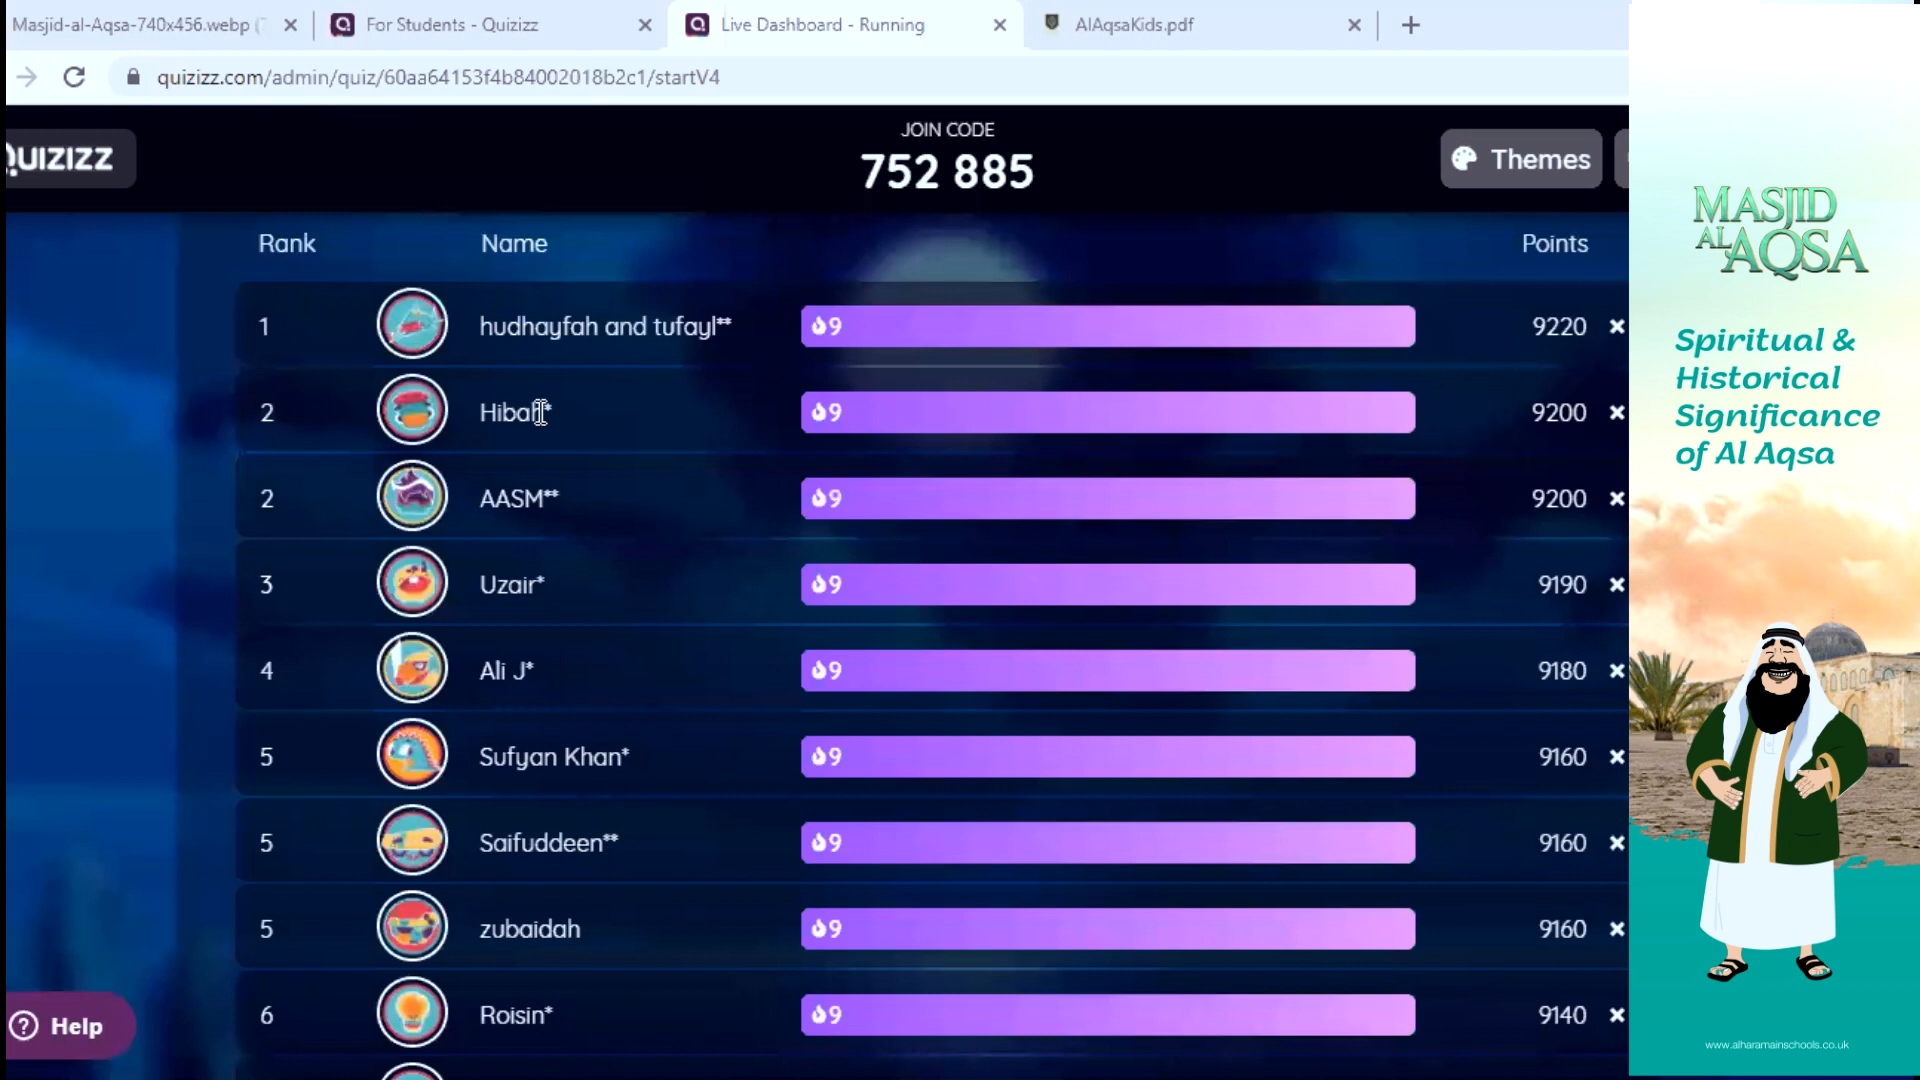 Masjid-al-Aqsa-740x456.webp (
For Students - Quizizz
Live Dashboard - Running
AlAqsaKids.pdf
quizizz.com/admin/quiz/60aa64153f4b84002018b2c1/startV4
QUIZIZZ
JOIN CODE
752 885
Themes
Rank Name Points
1 hudhayfah and tufayl** 9 9220
2 Hibah* 9 9200
2 AASM** 9 9200
3 Uzair* 9 9190
4 Ali J* 9 9180
5 Sufyan Khan* 9 9160
5 Saifuddeen** 9 9160
5 zubaidah 9 9160
6 Roisin* 9 9140
Help
MASJID
AL AQSA
Spiritual &
Historical
Significance
of Al Aqsa
www.alharamainschools.co.uk